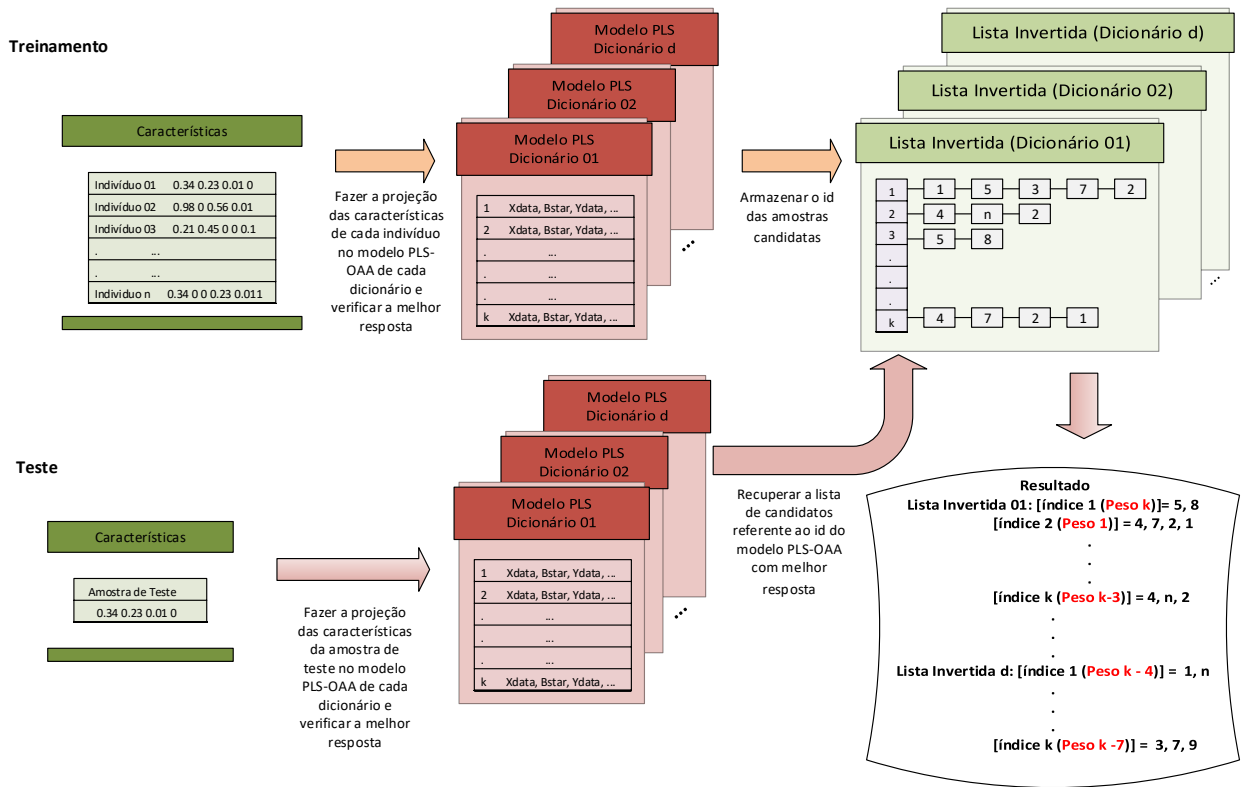 Treinamento
Características
Indivíduo 01 0.34 0.23 0.01 0
Indivíduo 02 0.98 0 0.56 0.01
Indivíduo 03 0.21 0.45 0 0 0.1
. ...
. ...
Individuo n 0.34 0 0 0.23 0.011
Fazer a projeção
das características
de cada indivíduo
no modelo PLS-
OAA de cada
dicionário e
verificar a melhor
resposta
Modelo PLS
Dicionário d
Modelo PLS
Dicionário 02
Modelo PLS
Dicionário 01
1 Xdata, Bstar, Ydata, ...
2 Xdata, Bstar, Ydata, ...
. ...
. ...
. ...
k Xdata, Bstar, Ydata, ...
...
Armazenar o id
das amostras
candidatas
Lista Invertida (Dicionário d)
Lista Invertida (Dicionário 02)
Lista Invertida (Dicionário 01)
1 1 5 3 7 2
2 4 n 2
3 5 8
.
.
.
k 4 7 2 1
...
Teste
Características
Amostra de Teste
0.34 0.23 0.01 0
Fazer a projeção
das características
da amostra de
teste no modelo
PLS-OAA de cada
dicionário e
verificar a melhor
resposta
Modelo PLS
Dicionário d
Modelo PLS
Dicionário 02
Modelo PLS
Dicionário 01
1 Xdata, Bstar, Ydata, ...
2 Xdata, Bstar, Ydata, ...
. ...
. ...
. ...
k Xdata, Bstar, Ydata, ...
...
Recuperar a lista
de candidatos
referente ao id do
modelo PLS-OAA
com melhor
resposta
Resultado
Lista Invertida 01: [índice 1 (Peso k)]= 5, 8
[índice 2 (Peso 1)] = 4, 7, 2, 1
.
.
.
[índice k (Peso k-3)] = 4, n, 2
.
.
.
Lista Invertida d: [índice 1 (Peso k - 4)] = 1, n
.
.
.
[índice k (Peso k -7)] = 3, 7, 9